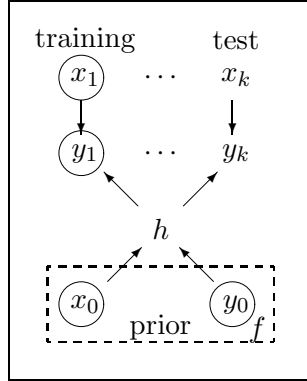 training test
x₁ ⋯ xₖ
y₁ ⋯ yₖ
h
x₀ y₀
prior f